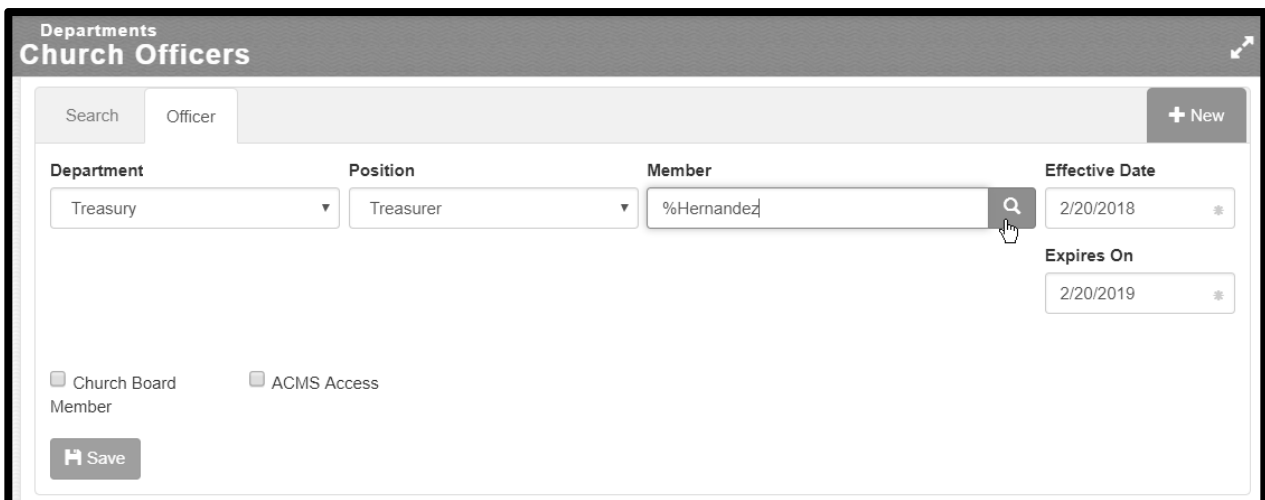 Departments
Church Officers
Search
Officer
New
Department
Position
Member
Effective Date
Treasury
Treasurer
%Hernandez
2/20/2018
Expires On
2/20/2019
Church Board
Member
ACMS Access
Save